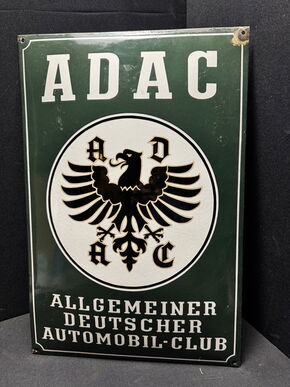 ADAC
A D
A C
ALLGEMEINER
DEUTSCHER
AUTOMOBIL-CLUB